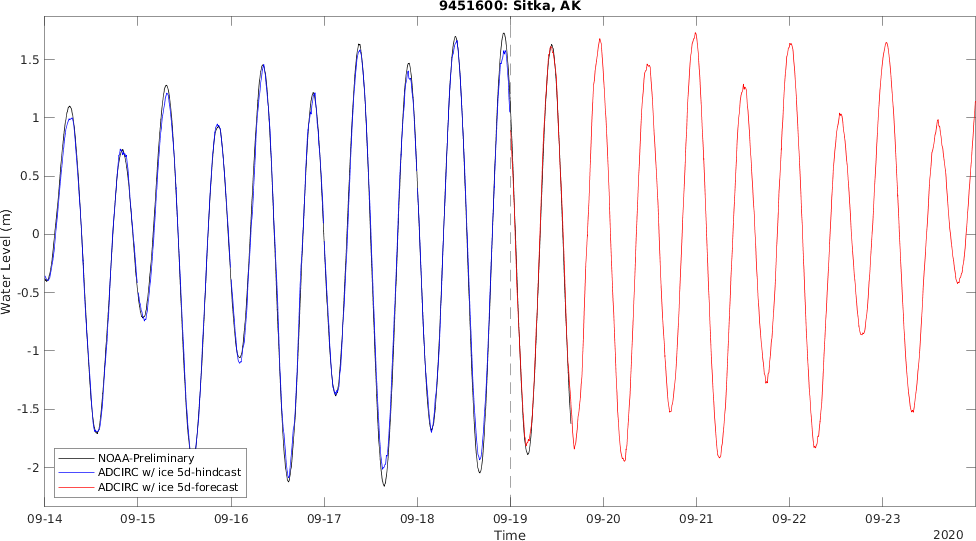 9451600: Sitka, AK
1.5
1
0.5
0
-0.5
-1
-1.5
-2
Water Level (m)
NOAA-Preliminary
ADCIRC w/ ice 5d-hindcast
ADCIRC w/ ice 5d-forecast
09-14 09-15 09-16 09-17 09-18 09-19 09-20 09-21 09-22 09-23
Time
2020